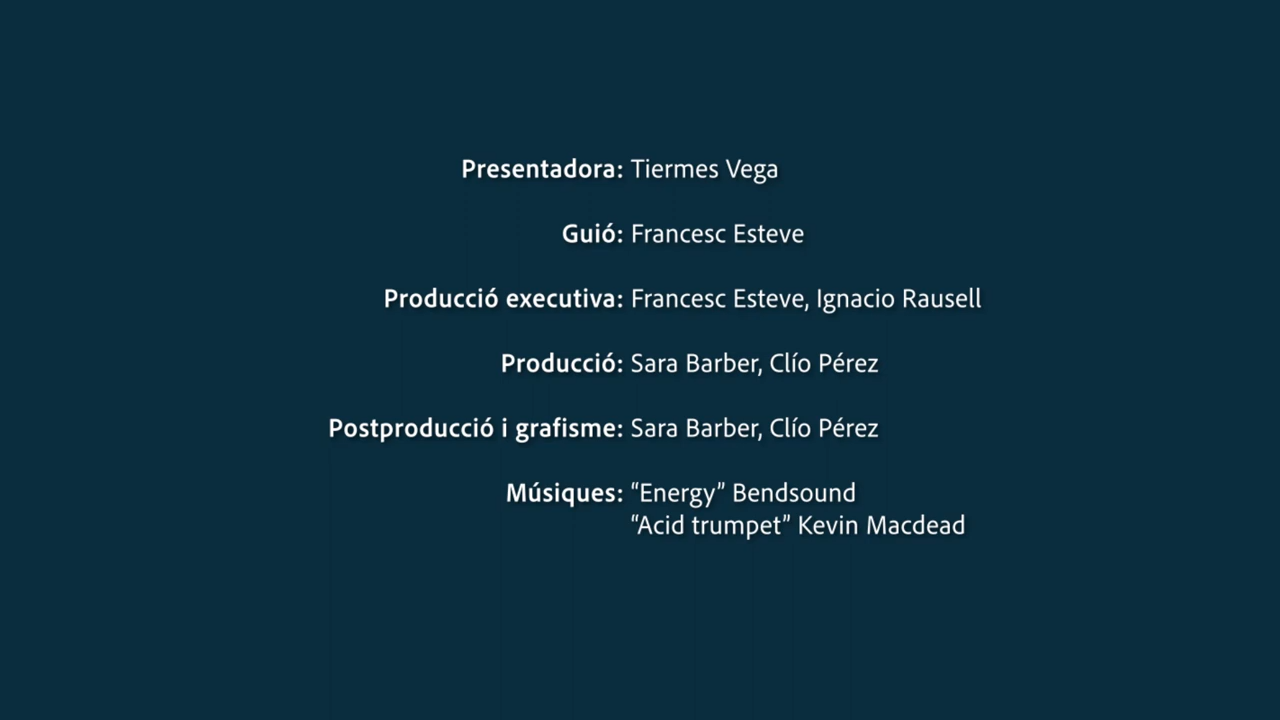 Presentadora: Tiermes Vega
Guió: Francesc Esteve
Producció executiva: Francesc Esteve, Ignacio Rausell
Producció: Sara Barber, Clío Pérez
Postproducció i grafisme: Sara Barber, Clío Pérez
Músiques: “Energy” Bendsound
“Acid trumpet” Kevin Macdead